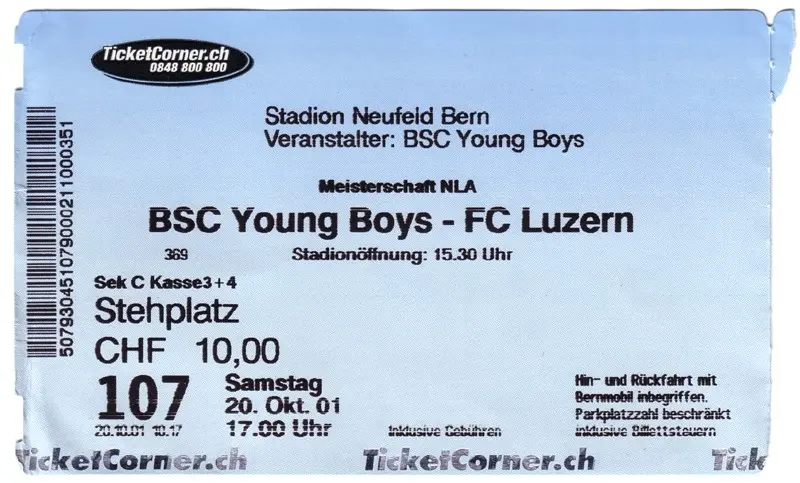 TicketCorner.ch
0848 800 800
Stadion Neufeld Bern
Veranstalter: BSC Young Boys
Meisterschaft NLA
BSC Young Boys - FC Luzern
369 Stadionöffnung: 15.30 Uhr
Sek C Kasse3+4
Stehplatz
CHF 10,00
107 Samstag
20. Okt. 01
20.10.01 10.17 17.00 Uhr
Inklusive Gebühren
Hin- und Rückfahrt mit
Bernmobil inbegriffen.
Parkplatzzahl beschränkt
inklusive Billettsteuern
507930451079000211000351
TicketCorner.ch TicketCorner.ch Tick